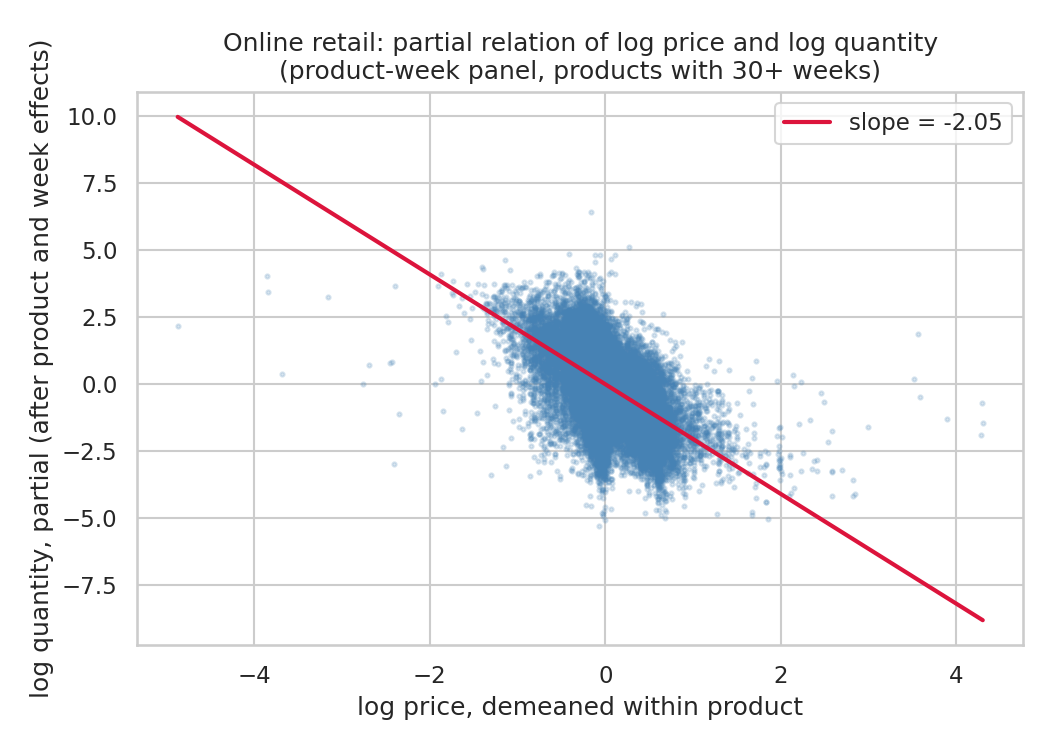 Online retail: partial relation of log price and log quantity
(product-week panel, products with 30+ weeks)
log quantity, partial (after product and week effects)
10.0
7.5
5.0
2.5
0.0
−2.5
−5.0
−7.5
slope = -2.05
−4
−2
0
2
4
log price, demeaned within product